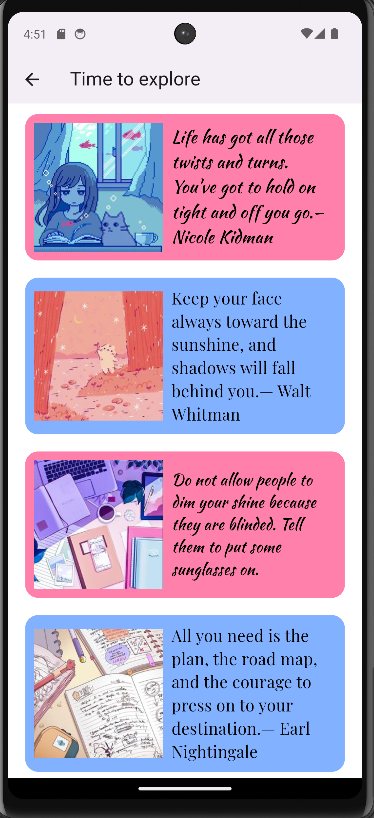 4:51
Time to explore
Life has got all those
twists and turns.
You've got to hold on
tight and off you go.–
Nicole Kidman
Keep your face
always toward the
sunshine, and
shadows will fall
behind you.— Walt
Whitman
Do not allow people to
dim your shine because
they are blinded. Tell
them to put some
sunglasses on.
All you need is the
plan, the road map,
and the courage to
press on to your
destination.— Earl
Nightingale